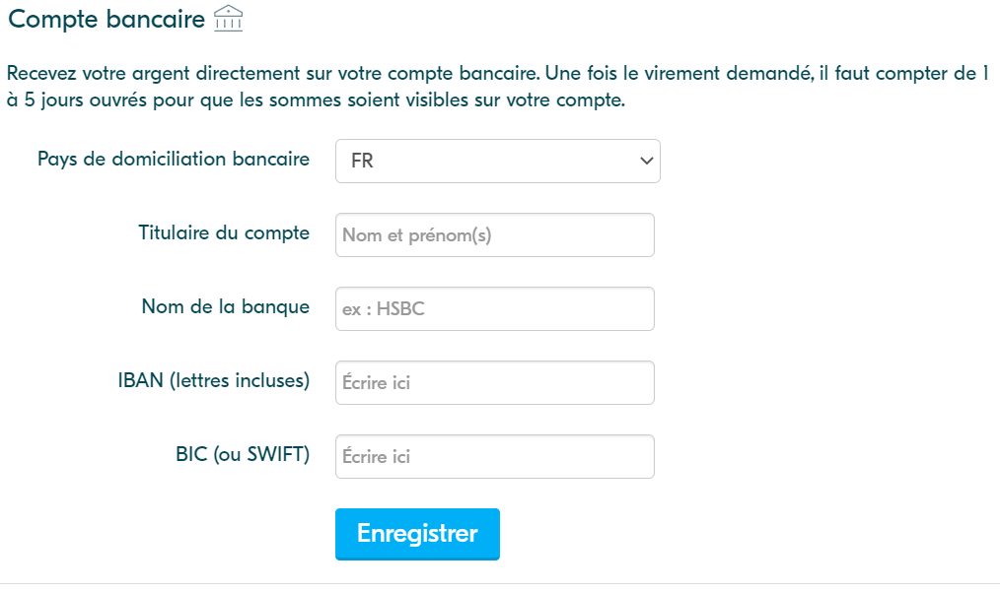 Compte bancaire
Recevez votre argent directement sur votre compte bancaire. Une fois le virement demandé, il faut compter de 1
à 5 jours ouvrés pour que les sommes soient visibles sur votre compte.
Pays de domiciliation bancaire FR
Titulaire du compte Nom et prénom(s)
Nom de la banque ex : HSBC
IBAN (lettres incluses) Écrire ici
BIC (ou SWIFT) Écrire ici
Enregistrer